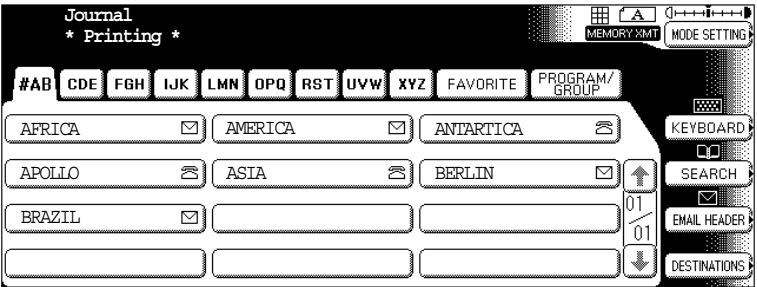 Journal
* Printing *
A
MEMORY XMT
MODE SETTING
#AB CDE FGH IJK LMN OPQ RST UVW XYZ FAVORITE PROGRAM/
GROUP
KEYBOARD
AFRICA AMERICA ANTARTICA
SEARCH
APOLLO ASIA BERLIN
01
01
EMAIL HEADER
BRAZIL
DESTINATIONS